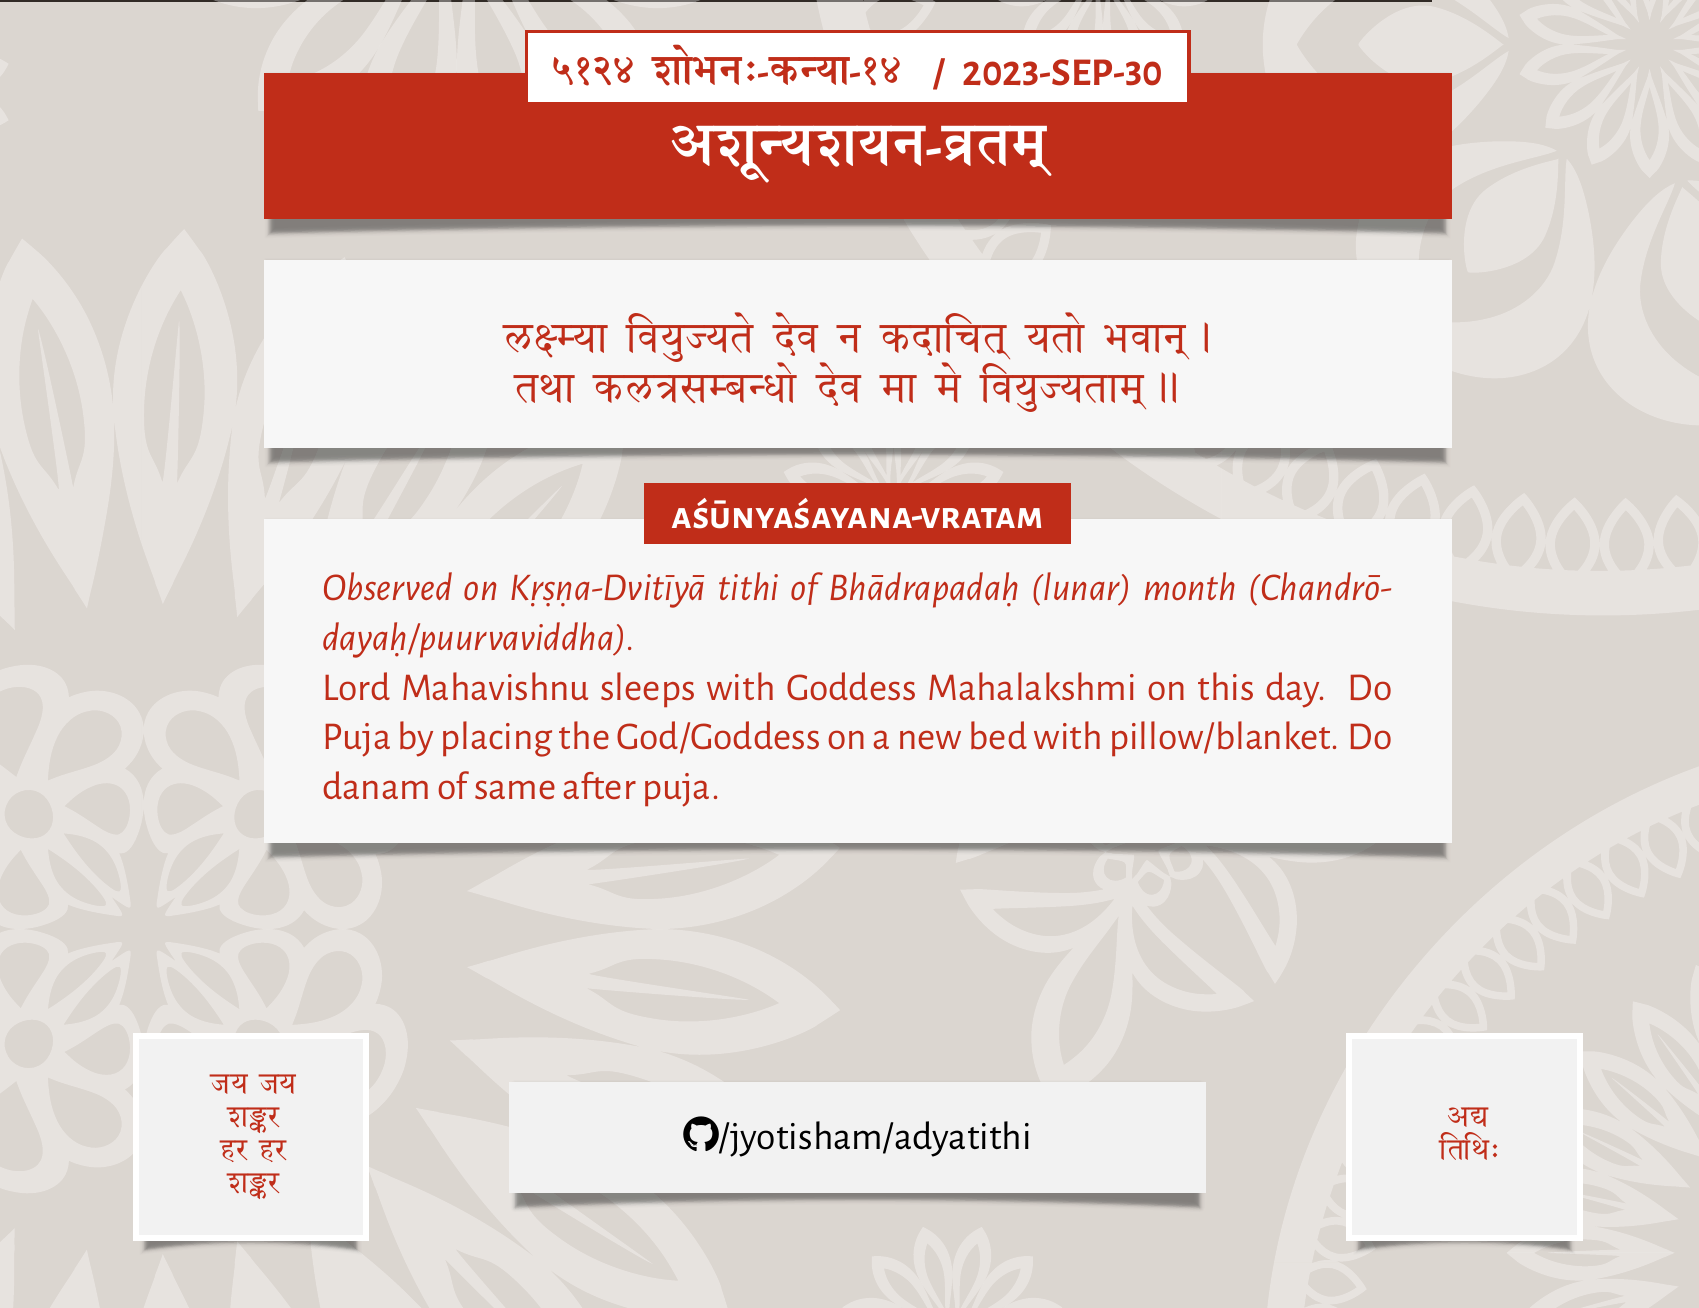 ५१२४ शोभनः-कन्या-१४ / 2023-SEP-30
अशून्यशयन-व्रतम्
लक्ष्म्या वियुज्यते देव न कदाचित् यतो भवान्।
तथा कलत्रसम्बन्धो देव मा मे वियुज्यताम्॥
AŚŪNYAŚAYANA-VRATAM
Observed on Kṛṣṇa-Dvitīyā tithi of Bhādrapadaḥ (lunar) month (Chandrō-
dayaḥ/puurvaviddha).
Lord Mahavishnu sleeps with Goddess Mahalakshmi on this day. Do
Puja by placing the God/Goddess on a new bed with pillow/blanket. Do
danam of same after puja.
जय जय
शङ्कर
हर हर
शङ्कर
/jyotisham/adyatithi
अद्य
तिथिः